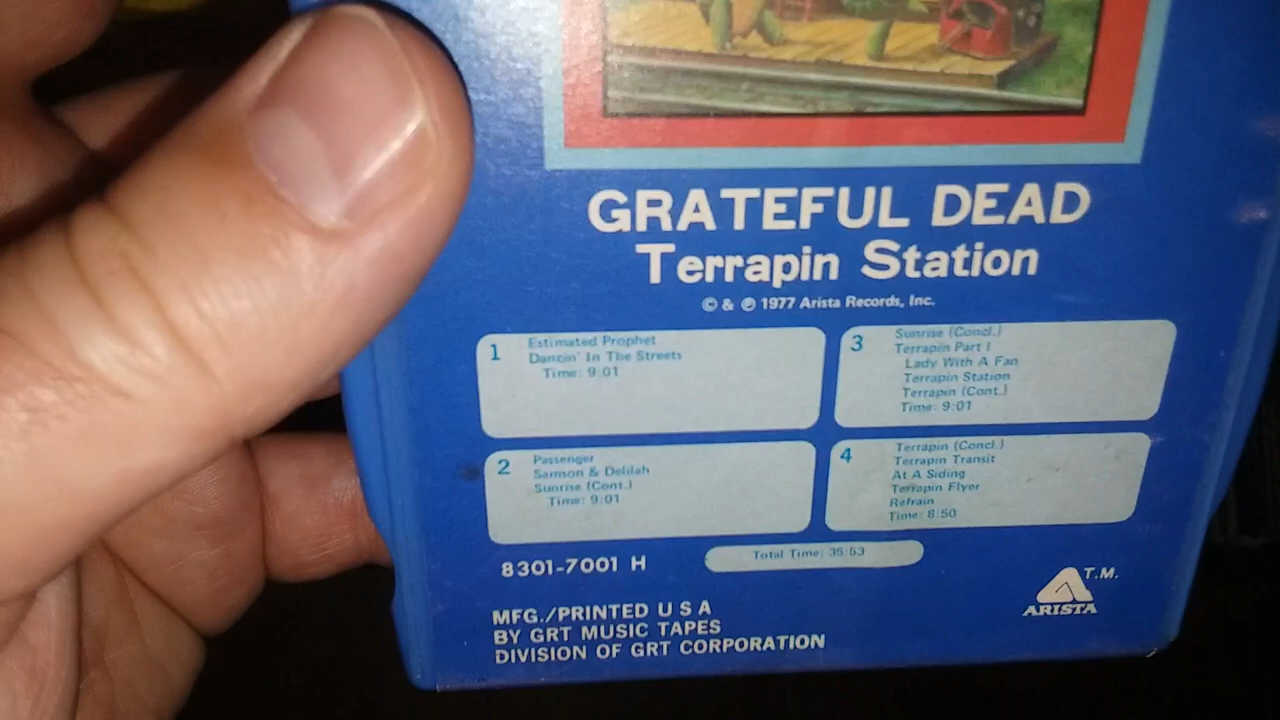 GRATEFUL DEAD
Terrapin Station
© & ℗ 1977 Arista Records, Inc.
1
Estimated Prophet
Dancin' In The Streets
Time: 9:01
2
Passenger
Samson & Delilah
Sunrise (Cont.)
Time: 9:01
3
Sunrise (Concl.)
Terrapin Part I
Lady With A Fan
Terrapin Station
Terrapin (Cont.)
Time: 9:01
4
Terrapin (Concl.)
Terrapin Transit
At A Siding
Terrapin Flyer
Refrain
Time: 8:50
Total Time: 35:53
8301-7001 H
MFG./PRINTED U S A
BY GRT MUSIC TAPES
DIVISION OF GRT CORPORATION
T.M.
ARISTA